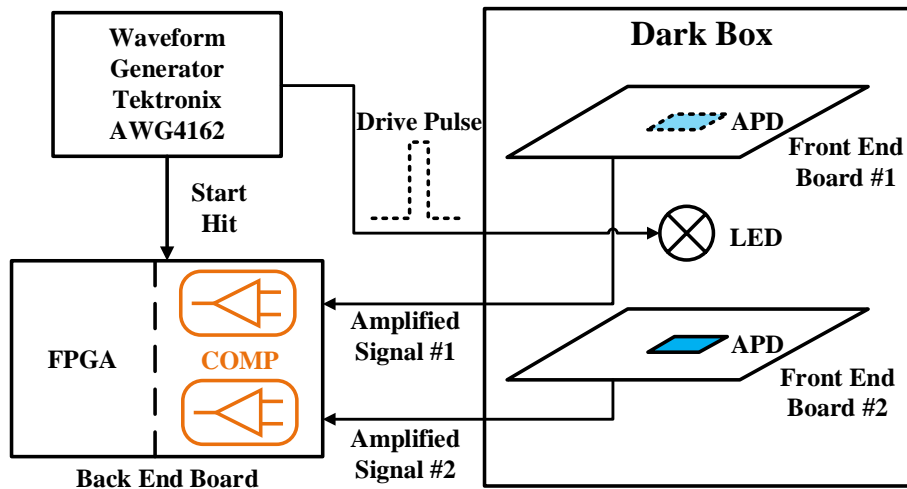 Waveform
Generator
Tektronix
AWG4162
Dark Box
Drive Pulse
APD
Front End
Board #1
Start
Hit
LED
FPGA
COMP
Amplified
Signal #1
APD
Front End
Board #2
Amplified
Signal #2
Back End Board